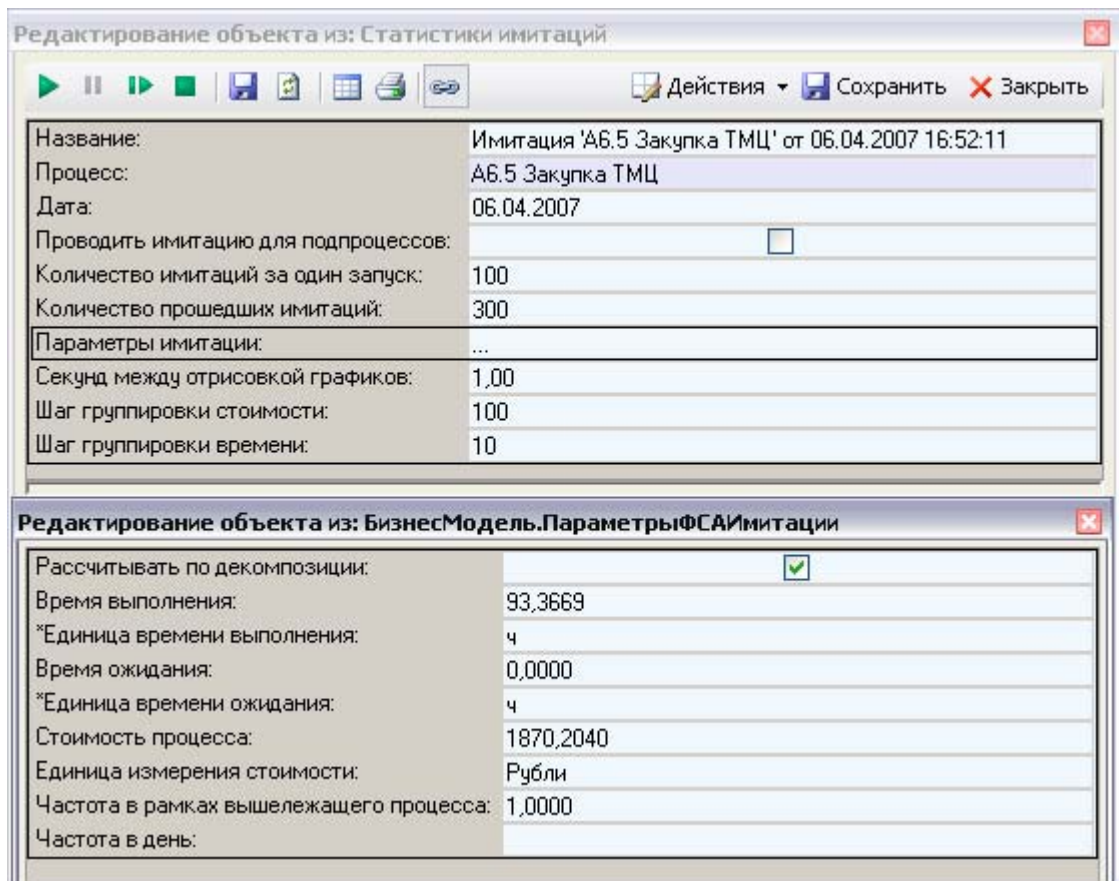 Редактирование объекта из: Статистики имитаций
Действия Сохранить Закрыть
Название: Имитация 'А6.5 Закупка ТМЦ' от 06.04.2007 16:52:11
Процесс: А6.5 Закупка ТМЦ
Дата: 06.04.2007
Проводить имитацию для подпроцессов:
Количество имитаций за один запуск: 100
Количество прошедших имитаций: 300
Параметры имитации: ...
Секунд между отрисовкой графиков: 1,00
Шаг группировки стоимости: 100
Шаг группировки времени: 10
Редактирование объекта из: БизнесМодель.ПараметрыФСАИмитации
Рассчитывать по декомпозиции:
Время выполнения: 93,3669
*Единица времени выполнения: ч
Время ожидания: 0,0000
*Единица времени ожидания: ч
Стоимость процесса: 1870,2040
Единица измерения стоимости: Рубли
Частота в рамках вышележащего процесса: 1,0000
Частота в день: